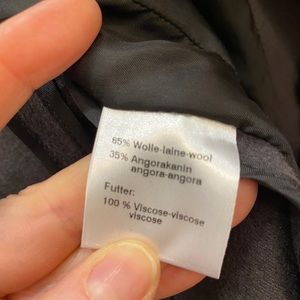 65% Wolle-laine-wool
35% Angorakanin
angora-angora
Futter:
100 % Viscose-viscose
viscose